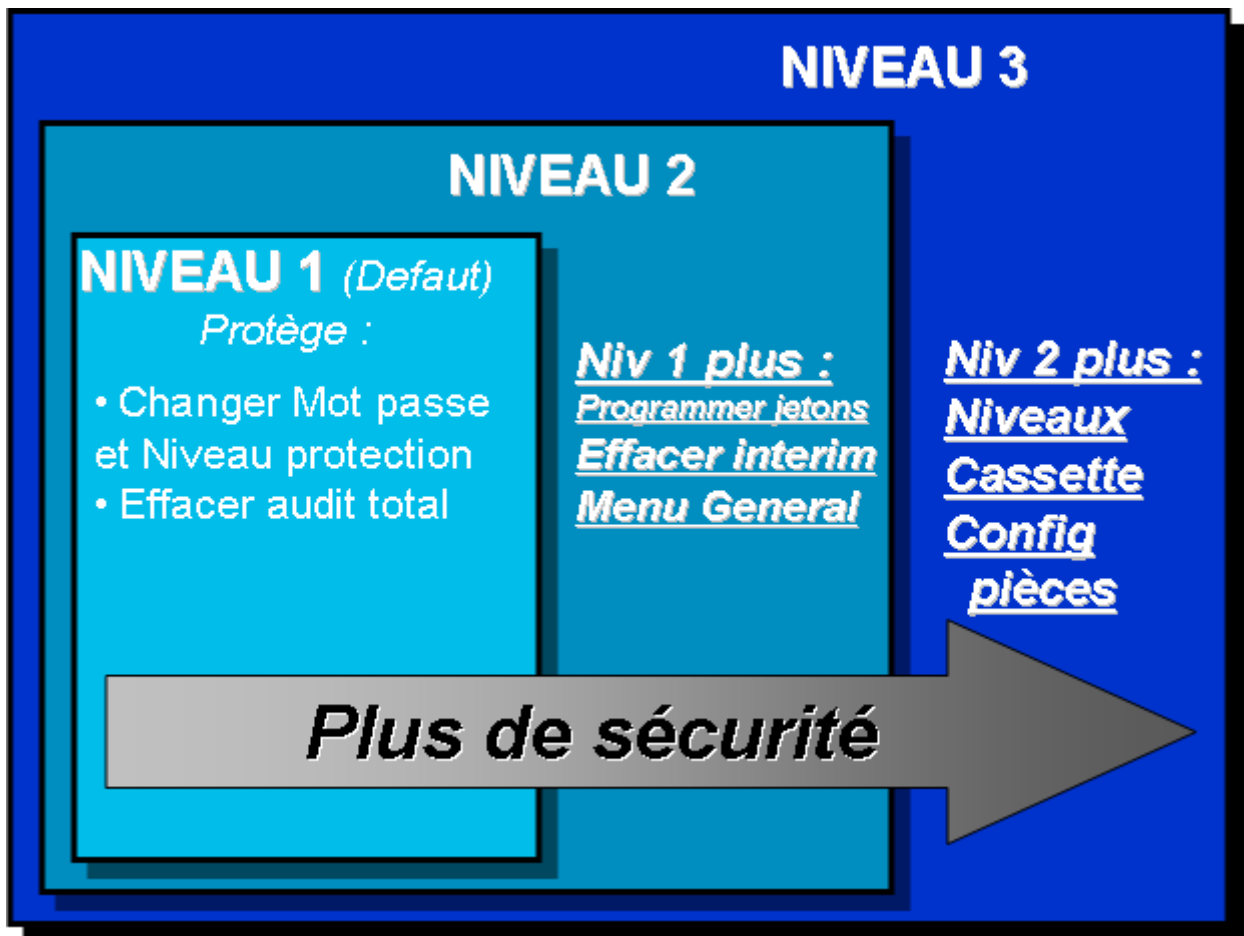 NIVEAU 3
NIVEAU 2
NIVEAU 1 (Defaut)
Protège :
• Changer Mot passe
et Niveau protection
• Effacer audit total
Niv 1 plus :
Programmer jetons
Effacer interim
Menu General
Niv 2 plus :
Niveaux
Cassette
Config
pièces
Plus de sécurité